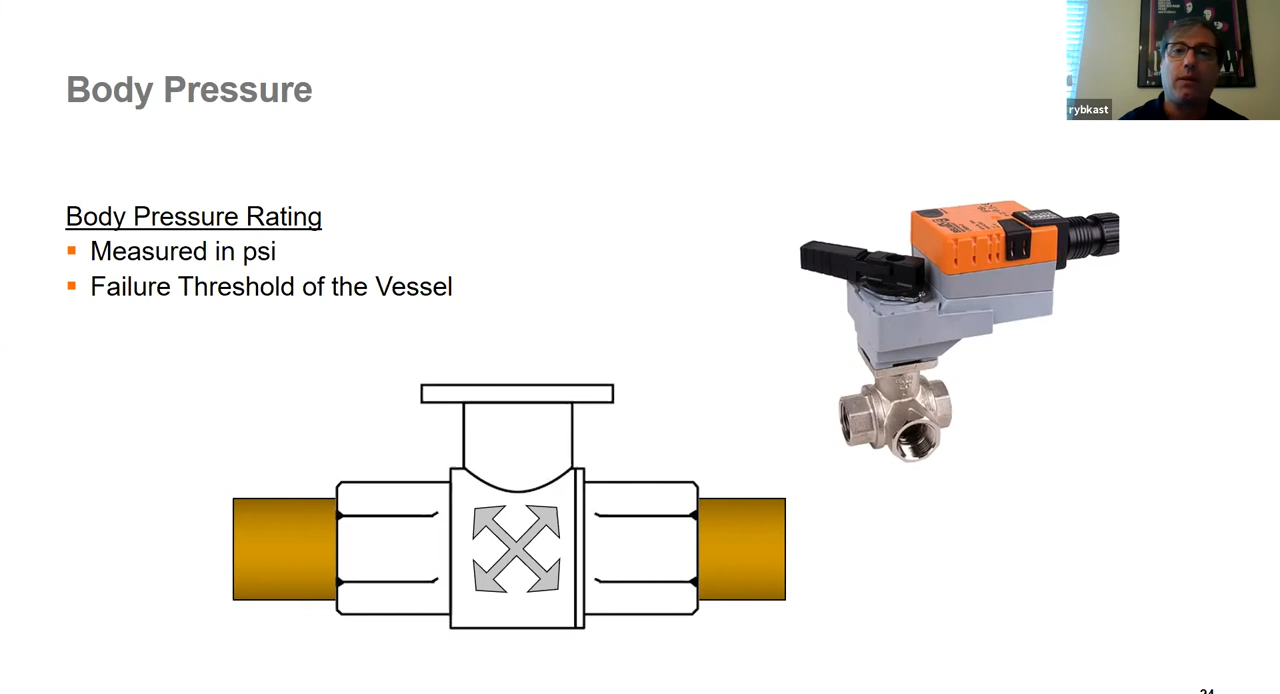 Body Pressure
rybkast
Body Pressure Rating
Measured in psi
Failure Threshold of the Vessel